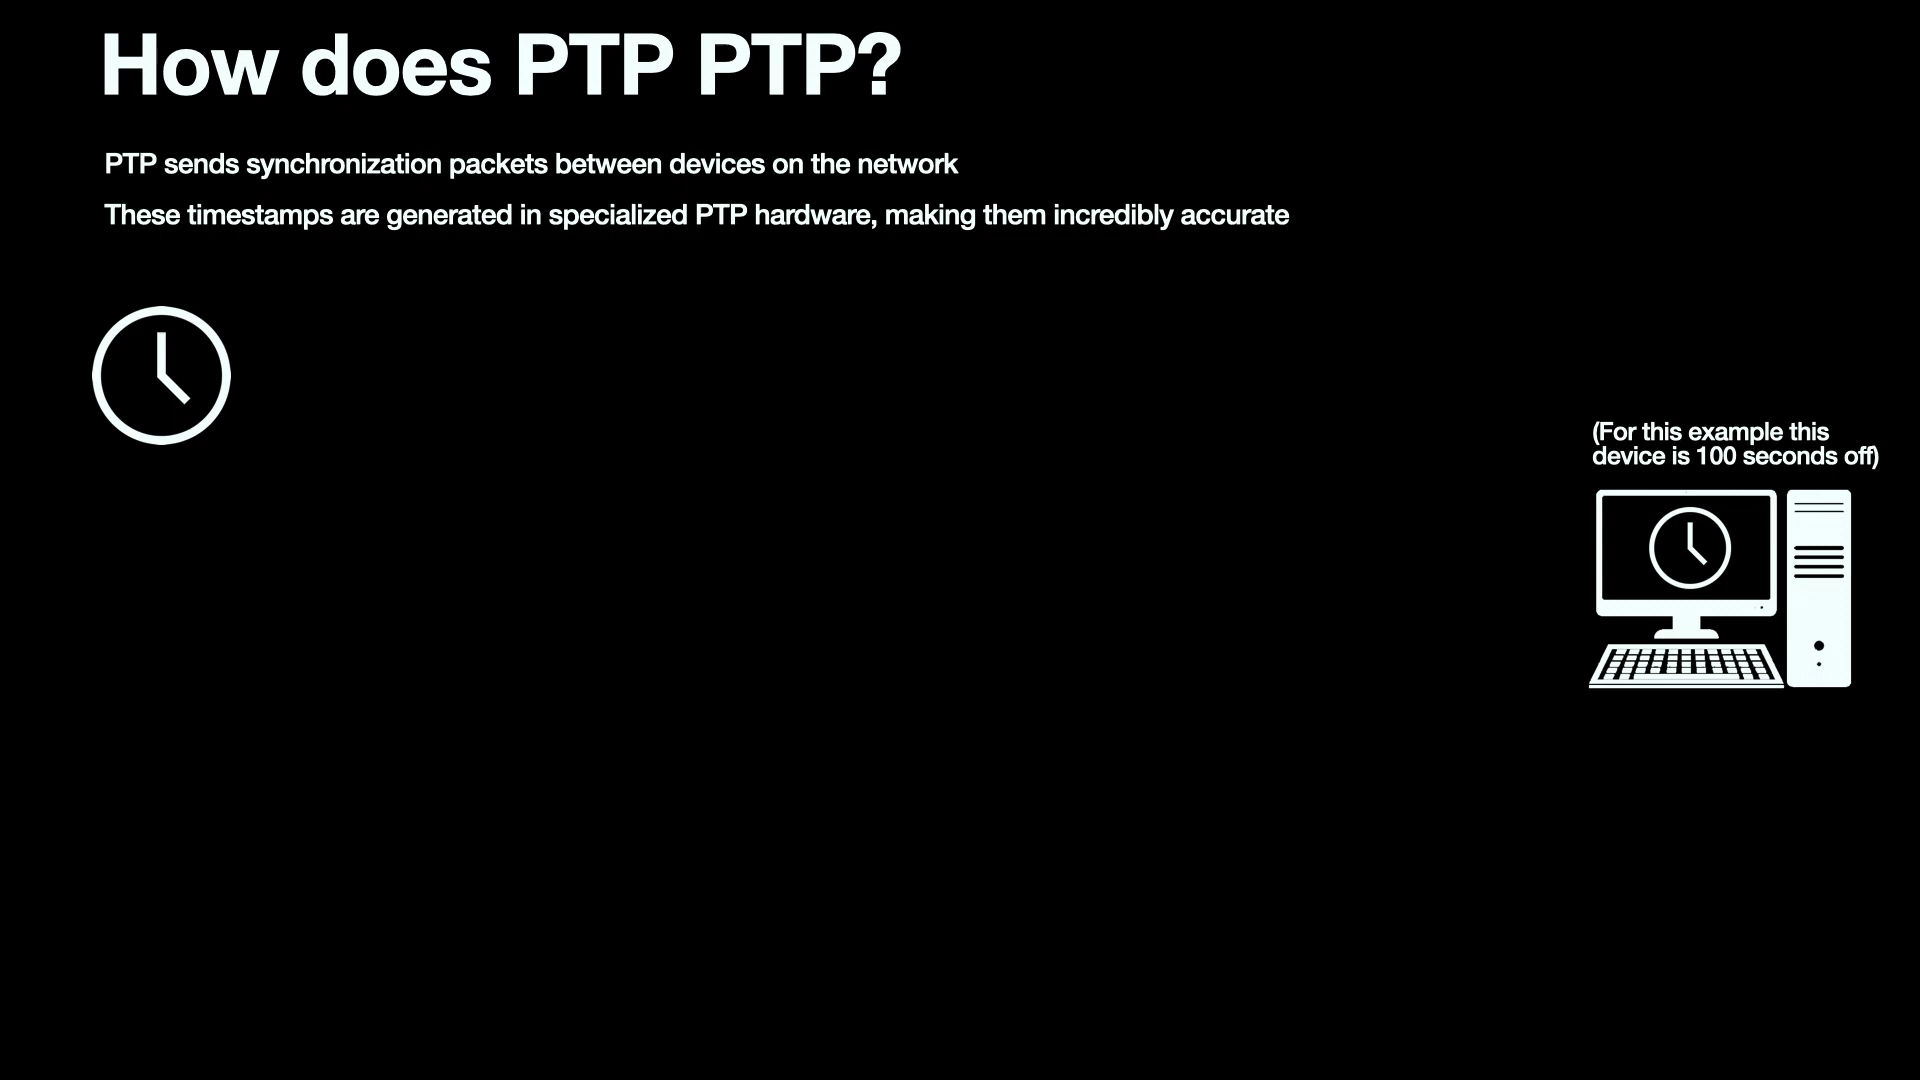 How does PTP PTP?
PTP sends synchronization packets between devices on the network
These timestamps are generated in specialized PTP hardware, making them incredibly accurate
(For this example this
device is 100 seconds off)